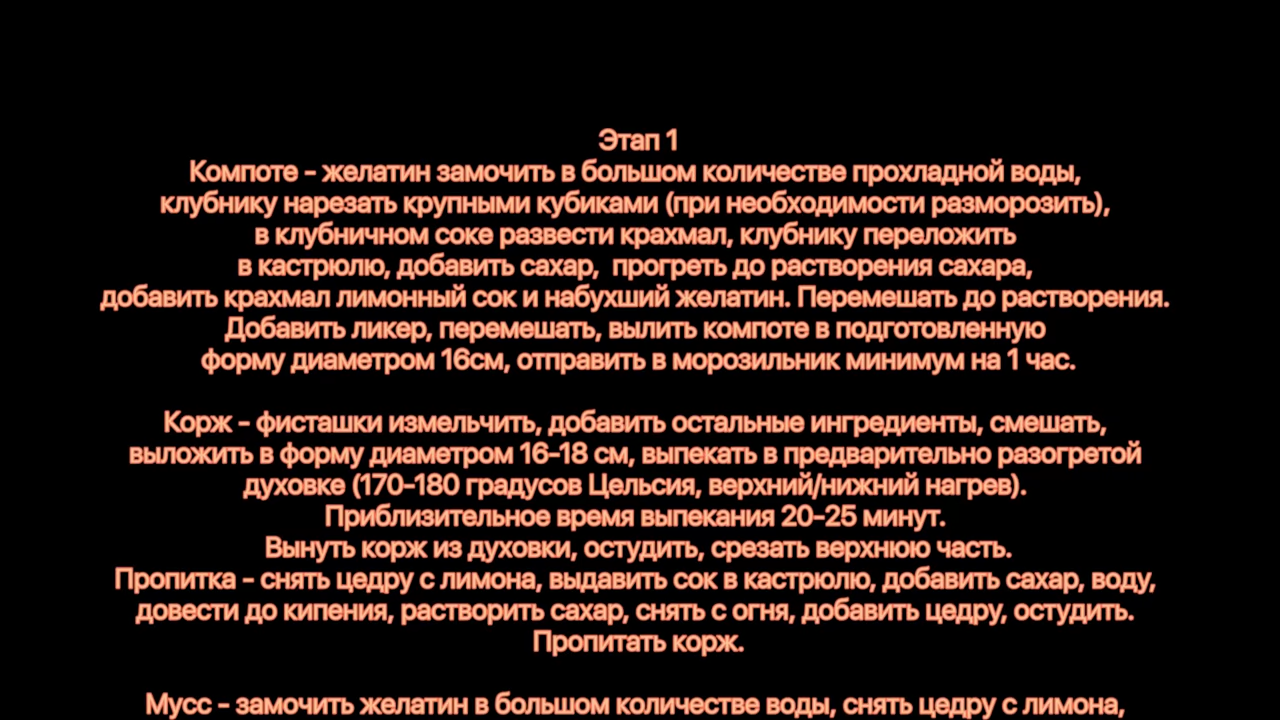 Этап 1
Компоте - желатин замочить в большом количестве прохладной воды,
клубнику нарезать крупными кубиками (при необходимости разморозить),
в клубничном соке развести крахмал, клубнику переложить
в кастрюлю, добавить сахар,  прогреть до растворения сахара,
добавить крахмал лимонный сок и набухший желатин. Перемешать до растворения.
Добавить ликер, перемешать, вылить компоте в подготовленную
форму диаметром 16см, отправить в морозильник минимум на 1 час.
Корж - фисташки измельчить, добавить остальные ингредиенты, смешать,
выложить в форму диаметром 16-18 см, выпекать в предварительно разогретой
духовке (170-180 градусов Цельсия, верхний/нижний нагрев).
Приблизительное время выпекания 20-25 минут.
Вынуть корж из духовки, остудить, срезать верхнюю часть.
Пропитка - снять цедру с лимона, выдавить сок в кастрюлю, добавить сахар, воду,
довести до кипения, растворить сахар, снять с огня, добавить цедру, остудить.
Пропитать корж.
Мусс - замочить желатин в большом количестве воды, снять цедру с лимона,